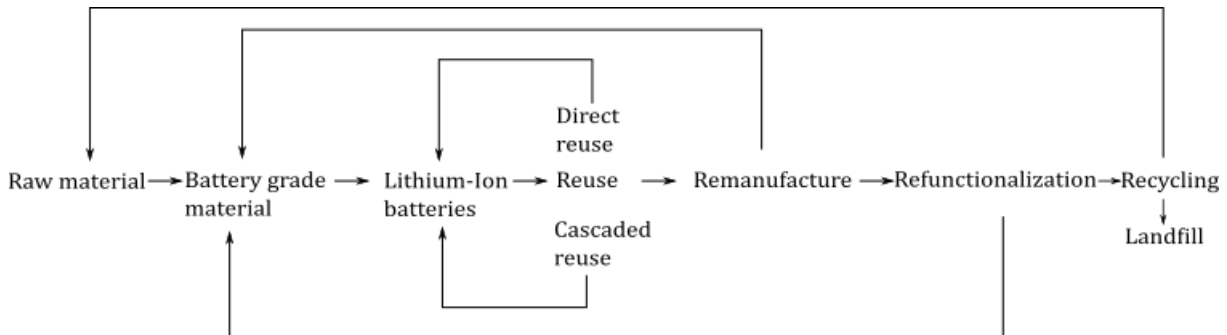 Direct
reuse
Raw material
Battery grade
material
Lithium-Ion
batteries
Reuse
Remanufacture
Refunctionalization
Recycling
Cascaded
reuse
Landfill